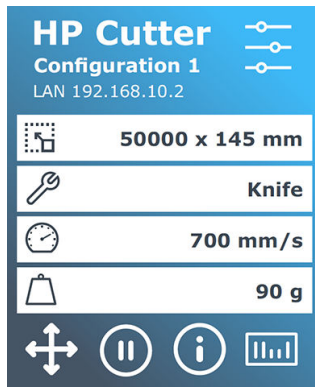 HP Cutter
Configuration 1
LAN 192.168.10.2
50000 x 145 mm
Knife
700 mm/s
90 g